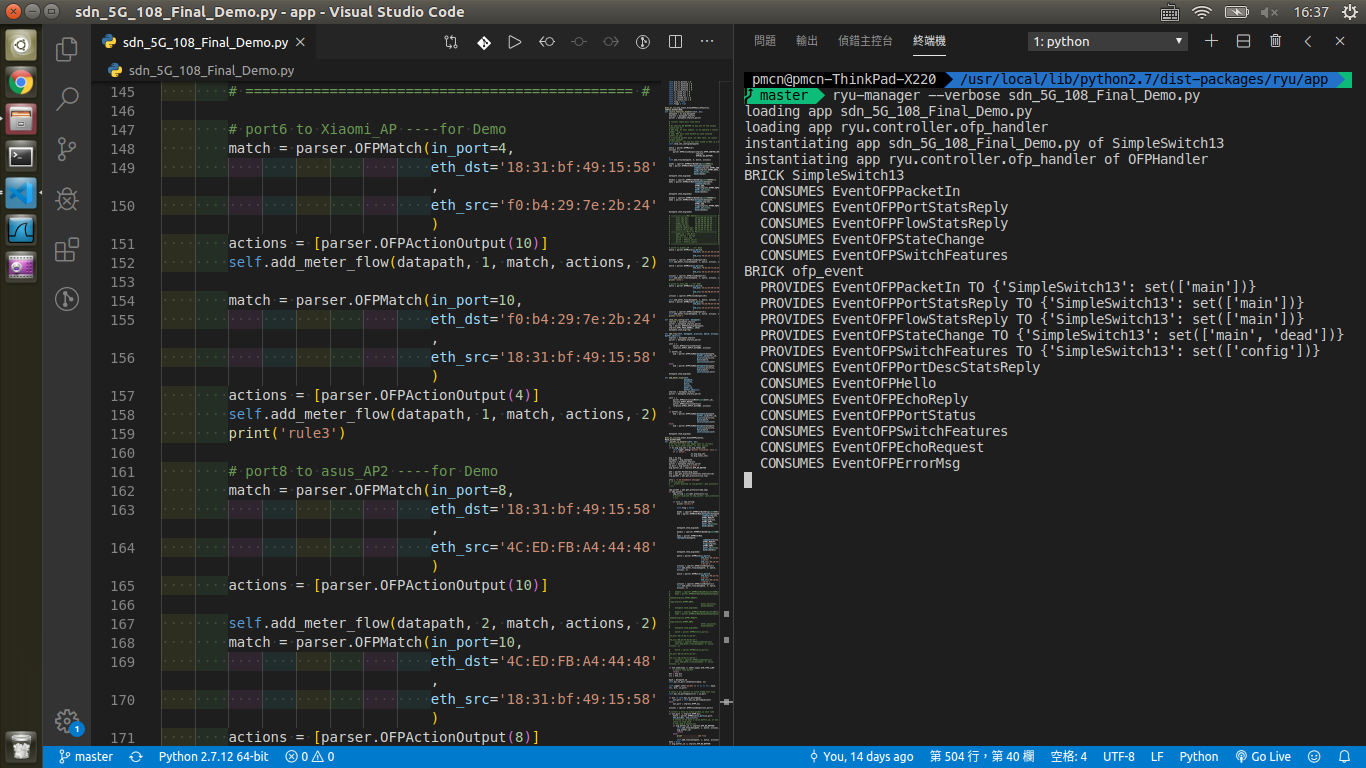 sdn_5G_108_Final_Demo.py - app - Visual Studio Code
16:37
sdn_5G_108_Final_Demo.py
sdn_5G_108_Final_Demo.py
145 # ============================================== #
146
147 # port6 to Xiaomi_AP ----for Demo
148 match = parser.OFPMatch(in_port=4,
149 eth_dst='18:31:bf:49:15:58'
,
150 eth_src='f0:b4:29:7e:2b:24'
)
151 actions = [parser.OFPActionOutput(10)]
152 self.add_meter_flow(datapath, 1, match, actions, 2)
153
154 match = parser.OFPMatch(in_port=10,
155 eth_dst='f0:b4:29:7e:2b:24'
,
156 eth_src='18:31:bf:49:15:58'
)
157 actions = [parser.OFPActionOutput(4)]
158 self.add_meter_flow(datapath, 1, match, actions, 2)
159 print('rule3')
160
161 # port8 to asus_AP2 ----for Demo
162 match = parser.OFPMatch(in_port=8,
163 eth_dst='18:31:bf:49:15:58'
,
164 eth_src='4C:ED:FB:A4:44:48'
)
165 actions = [parser.OFPActionOutput(10)]
166
167 self.add_meter_flow(datapath, 2, match, actions, 2)
168 match = parser.OFPMatch(in_port=10,
169 eth_dst='4C:ED:FB:A4:44:48'
,
170 eth_src='18:31:bf:49:15:58'
)
171 actions = [parser.OFPActionOutput(8)]
問題 輸出 偵錯主控台 終端機 1: python
pmcn@pmcn-ThinkPad-X220 /usr/local/lib/python2.7/dist-packages/ryu/app
master ryu-manager --verbose sdn_5G_108_Final_Demo.py
loading app sdn_5G_108_Final_Demo.py
loading app ryu.controller.ofp_handler
instantiating app sdn_5G_108_Final_Demo.py of SimpleSwitch13
instantiating app ryu.controller.ofp_handler of OFPHandler
BRICK SimpleSwitch13
CONSUMES EventOFPPacketIn
CONSUMES EventOFPPortStatsReply
CONSUMES EventOFPFlowStatsReply
CONSUMES EventOFPStateChange
CONSUMES EventOFPSwitchFeatures
BRICK ofp_event
PROVIDES EventOFPPacketIn TO {'SimpleSwitch13': set(['main'])}
PROVIDES EventOFPPortStatsReply TO {'SimpleSwitch13': set(['main'])}
PROVIDES EventOFPFlowStatsReply TO {'SimpleSwitch13': set(['main'])}
PROVIDES EventOFPStateChange TO {'SimpleSwitch13': set(['main', 'dead'])}
PROVIDES EventOFPSwitchFeatures TO {'SimpleSwitch13': set(['config'])}
CONSUMES EventOFPPortDescStatsReply
CONSUMES EventOFPHello
CONSUMES EventOFPEchoReply
CONSUMES EventOFPPortStatus
CONSUMES EventOFPSwitchFeatures
CONSUMES EventOFPEchoRequest
CONSUMES EventOFPErrorMsg
1
master Python 2.7.12 64-bit 0 0 You, 14 days ago 第 504 行，第 40 欄 空格: 4 UTF-8 LF Python Go Live